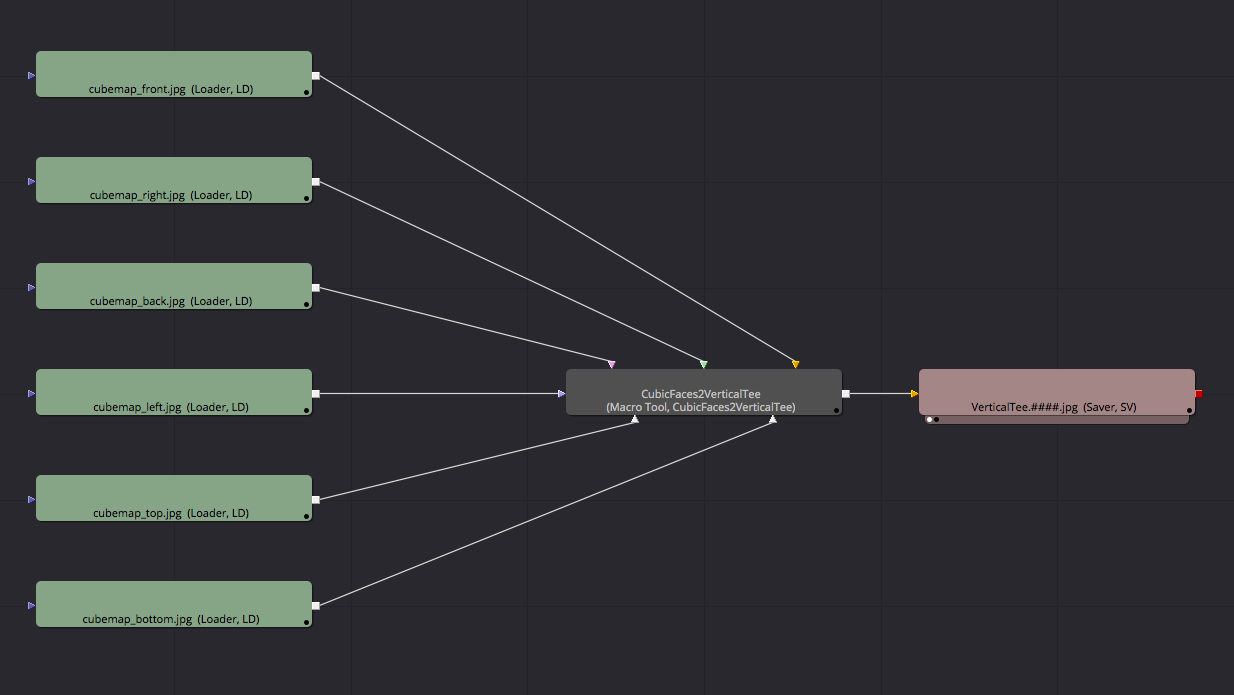 cubemap_front.jpg (Loader, LD)
cubemap_right.jpg (Loader, LD)
cubemap_back.jpg (Loader, LD)
cubemap_left.jpg (Loader, LD)
CubicFaces2VerticalTee
(Macro Tool, CubicFaces2VerticalTee)
VerticalTee.####.jpg (Saver, SV)
cubemap_top.jpg (Loader, LD)
cubemap_bottom.jpg (Loader, LD)